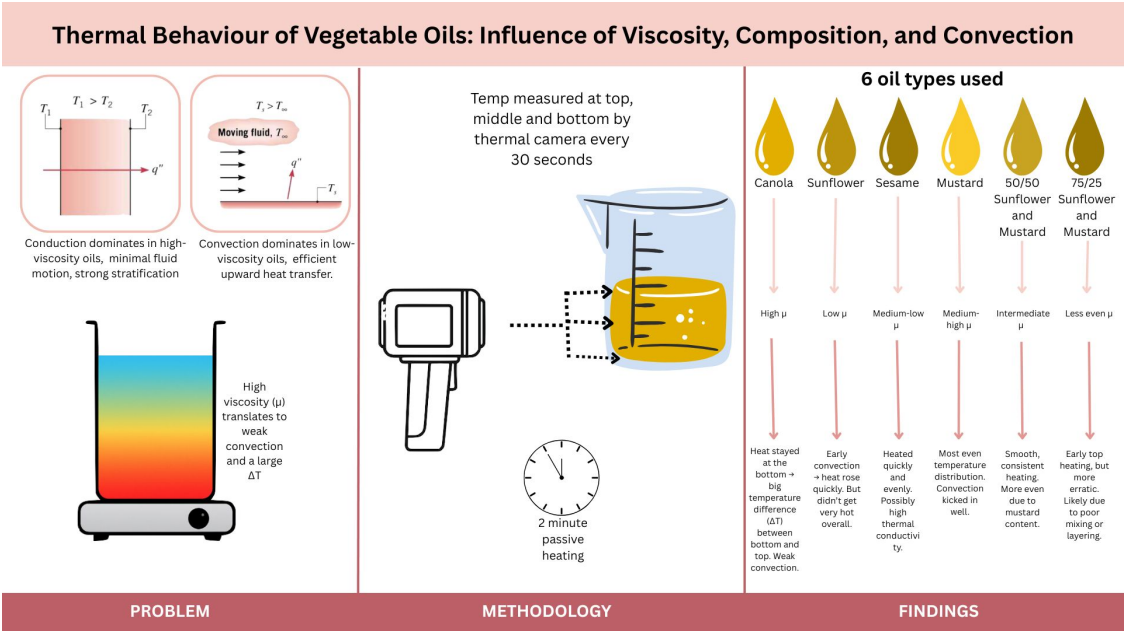 Thermal Behaviour of Vegetable Oils: Influence of Viscosity, Composition, and Convection
T₁ > T₂
T₁
T₂
q"
Conduction dominates in high-
viscosity oils, minimal fluid
motion, strong stratification
Tₛ > T∞
Moving fluid, T∞
q"
Tₛ
Convection dominates in low-
viscosity oils, efficient
upward heat transfer.
High
viscosity (μ)
translates to
weak
convection
and a large
ΔT
PROBLEM
Temp measured at top,
middle and bottom by
thermal camera every
30 seconds
2 minute
passive
heating
METHODOLOGY
6 oil types used
Canola
High μ
Heat stayed
at the
bottom →
big
temperature
difference
(ΔT)
between
bottom and
top. Weak
convection.
Sunflower
Low μ
Early
convection
→ heat rose
quickly. But
didn't get
very hot
overall.
Sesame
Medium-low
μ
Heated
quickly
and
evenly.
Possibly
high
thermal
conductivi
ty.
Mustard
Medium-
high μ
Most even
temperature
distribution.
Convection
kicked in
well.
50/50
Sunflower
and
Mustard
Intermediate
μ
Smooth,
consistent
heating.
More even
due to
mustard
content.
75/25
Sunflower
and
Mustard
Less even μ
Early top
heating, but
more
erratic.
Likely due
to poor
mixing or
layering.
FINDINGS